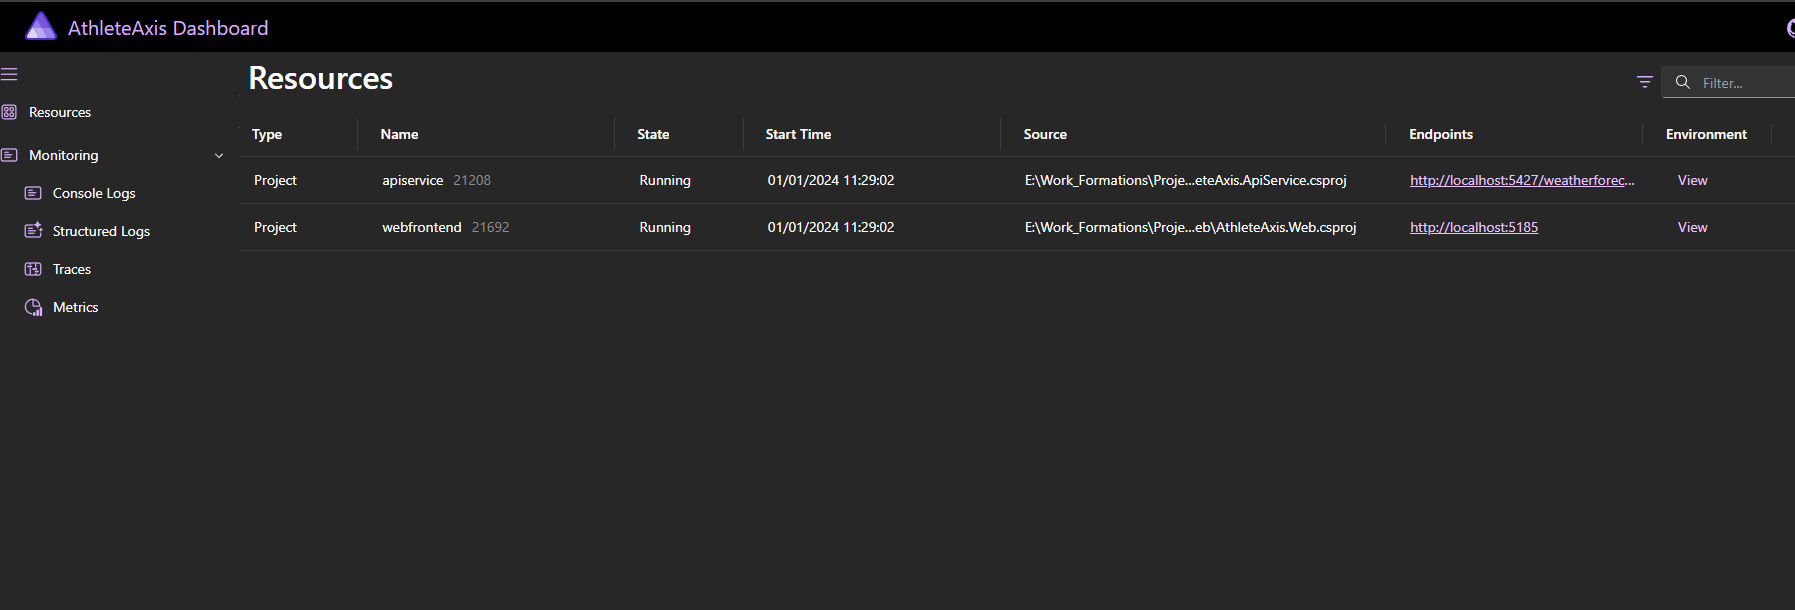 AthleteAxis Dashboard
Resources
Filter...
Resources
Monitoring
Console Logs
Structured Logs
Traces
Metrics
Type Name State Start Time Source Endpoints Environment
Project apiservice 21208 Running 01/01/2024 11:29:02 E:\Work_Formations\Proje...eteAxis.ApiService.csproj http://localhost:5427/weatherforec... View
Project webfrontend 21692 Running 01/01/2024 11:29:02 E:\Work_Formations\Proje...eb\AthleteAxis.Web.csproj http://localhost:5185 View